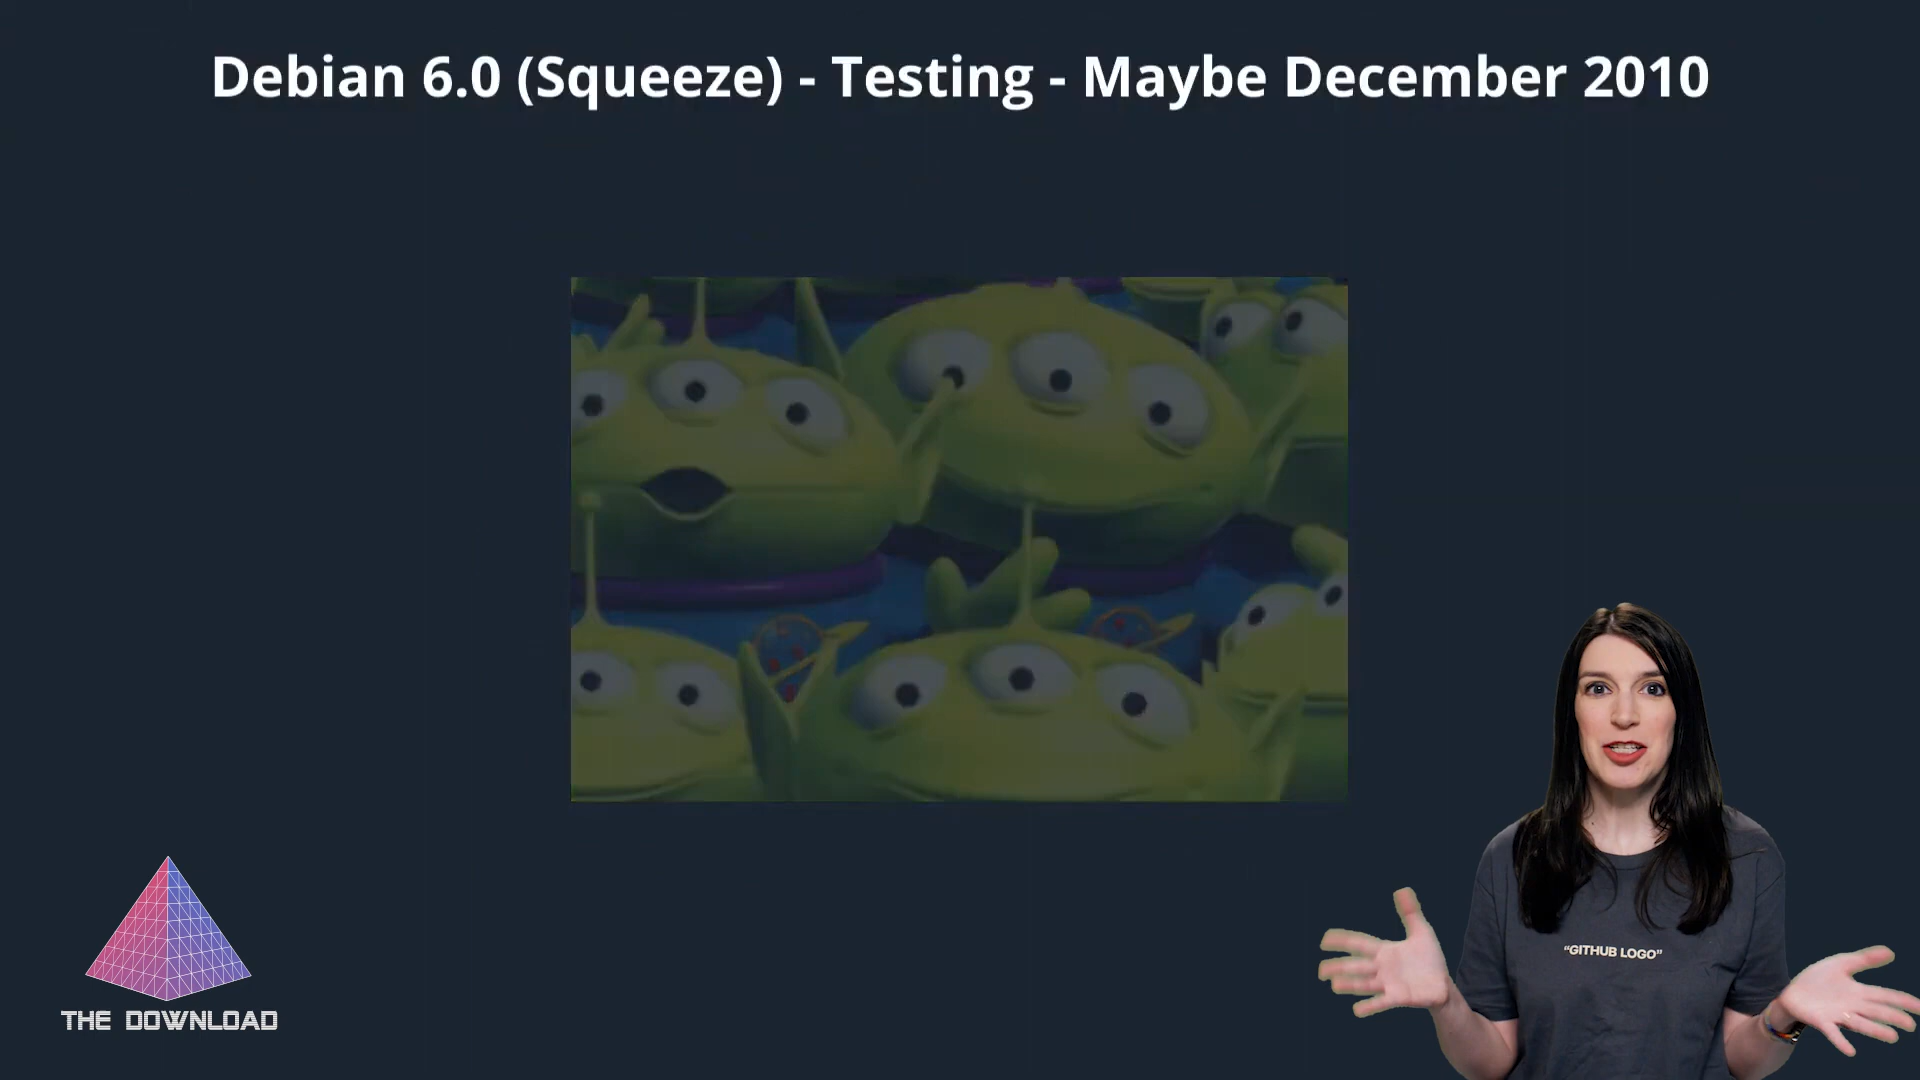 Debian 6.0 (Squeeze) - Testing - Maybe December 2010
"GITHUB LOGO"
THE DOWNLOAD